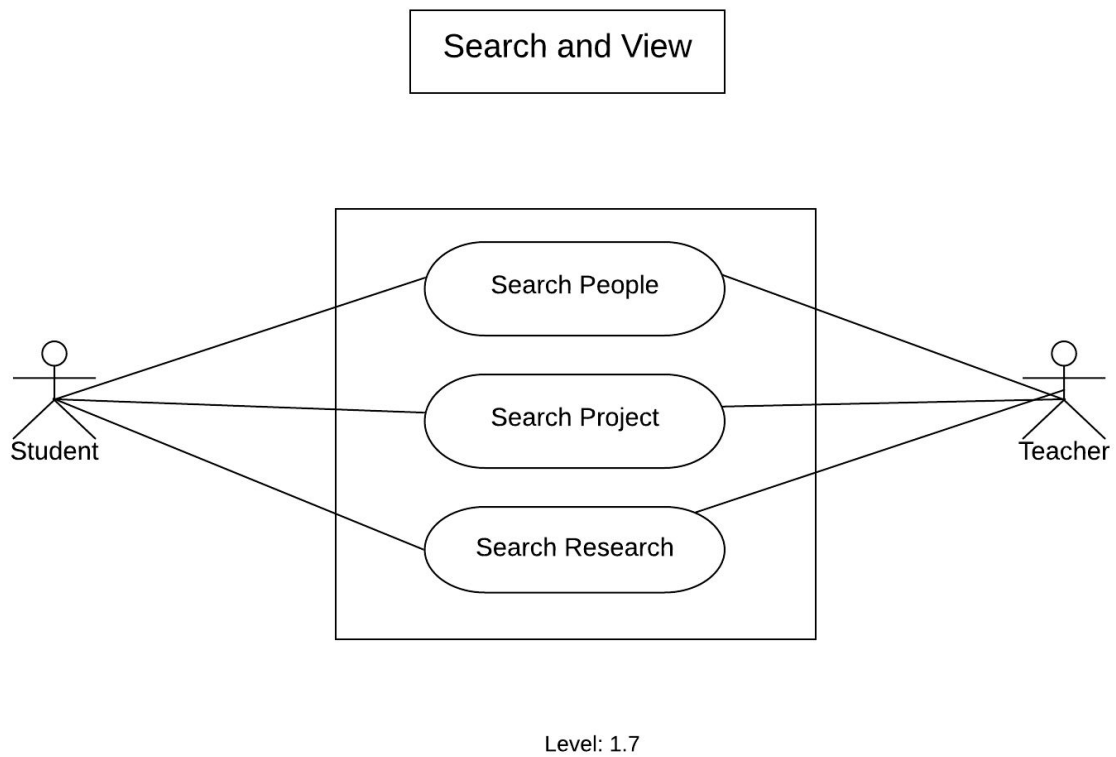 Search and View
Search People
Search Project
Student
Teacher
Search Research
Level: 1.7